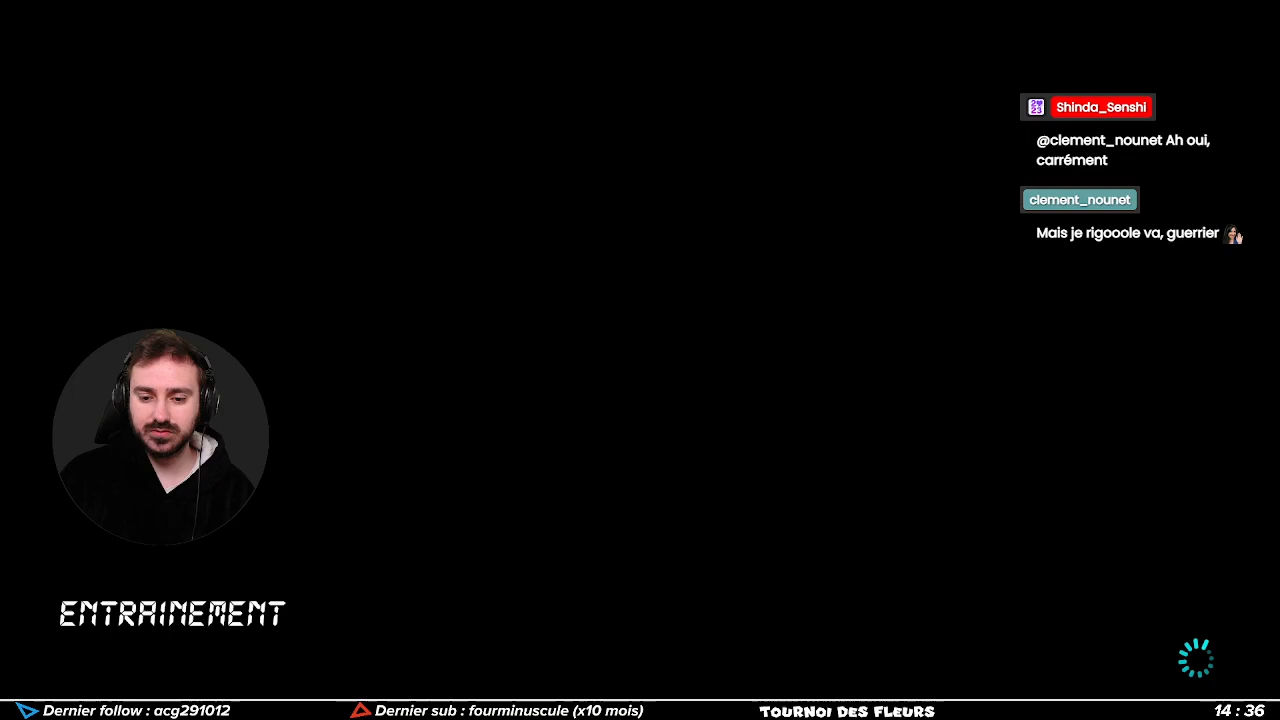 Shinda_Senshi
@clement_nounet Ah oui,
carrément
clement_nounet
Mais je rigooole va, guerrier
ENTRAINEMENT
Dernier follow : acg291012
Dernier sub : fourminuscule (x10 mois)
TOURNOI DES FLEURS
14 : 36